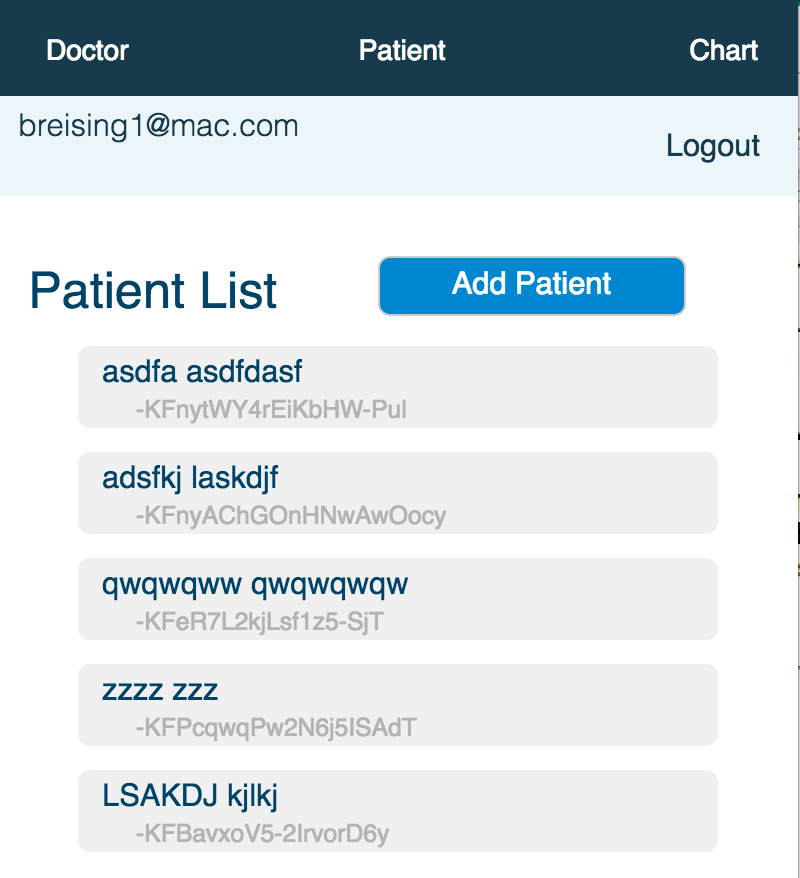 Doctor Patient Chart
breising1@mac.com
Logout
Patient List
Add Patient
asdfa asdfdasf
-KFnytWY4rEiKbHW-Pul
adsfkj laskdjf
-KFnyAChGOnHNwAwOocy
qwqwqww qwqwqwqw
-KFeR7L2kjLsf1z5-SjT
zzzz zzz
-KFPcqwqPw2N6j5ISAdT
LSAKDJ kjlkj
-KFBavxoV5-2IrvorD6y